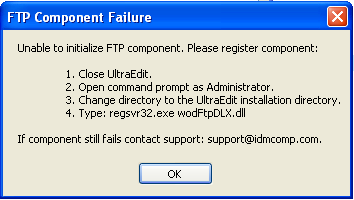 FTP Component Failure
Unable to initialize FTP component. Please register component:
1. Close UltraEdit.
2. Open command prompt as Administrator.
3. Change directory to the UltraEdit installation directory.
4. Type: regsvr32.exe wodFtpDLX.dll
If component still fails contact support: support@idmcomp.com.
OK